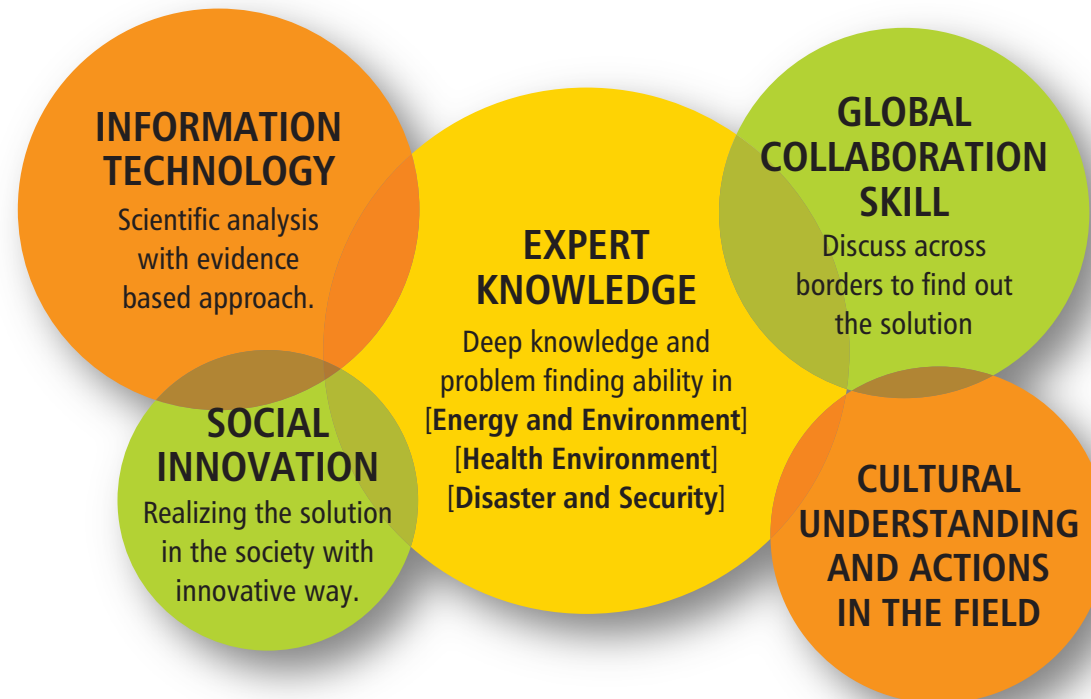 INFORMATION
TECHNOLOGY
Scientific analysis
with evidence
based approach.
SOCIAL
INNOVATION
Realizing the solution
in the society with
innovative way.
EXPERT
KNOWLEDGE
Deep knowledge and
problem finding ability in
[Energy and Environment]
[Health Environment]
[Disaster and Security]
GLOBAL
COLLABORATION
SKILL
Discuss across
borders to find out
the solution
CULTURAL
UNDERSTANDING
AND ACTIONS
IN THE FIELD